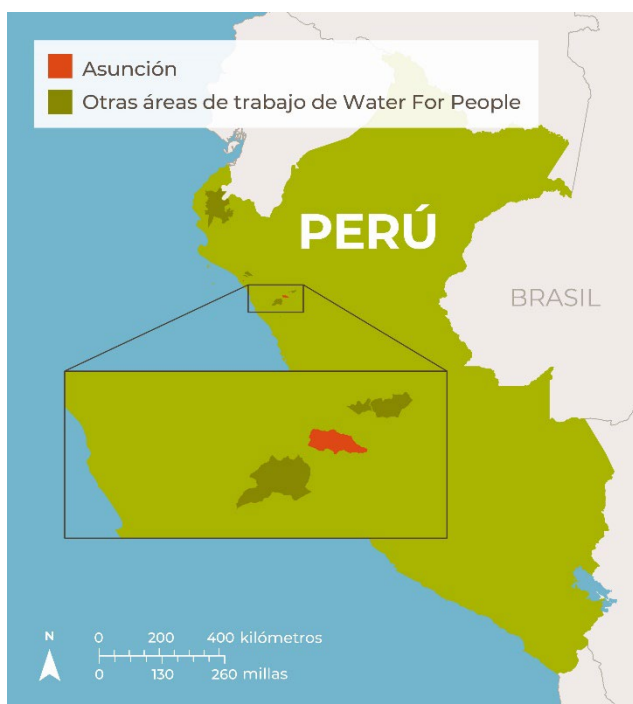 Asunción
Otras áreas de trabajo de Water For People
PERÚ
BRASIL
N
0 200 400 kilómetros
0 130 260 millas